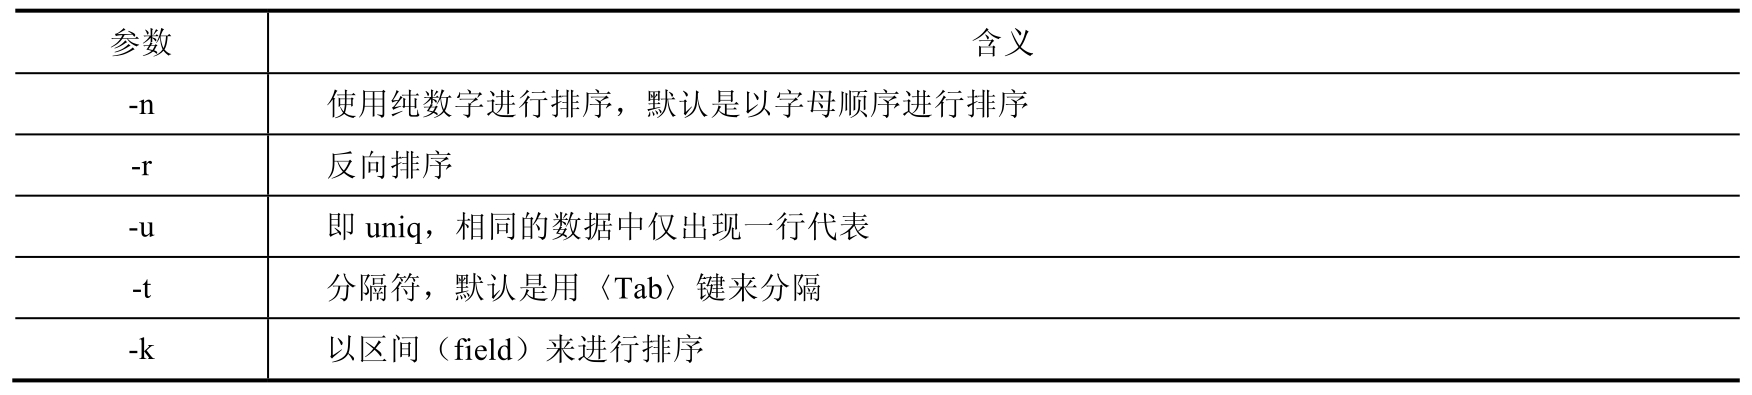 参数 含义
-n 使用纯数字进行排序，默认是以字母顺序进行排序
-r 反向排序
-u 即 uniq，相同的数据中仅出现一行代表
-t 分隔符，默认是用〈Tab〉键来分隔
-k 以区间（field）来进行排序